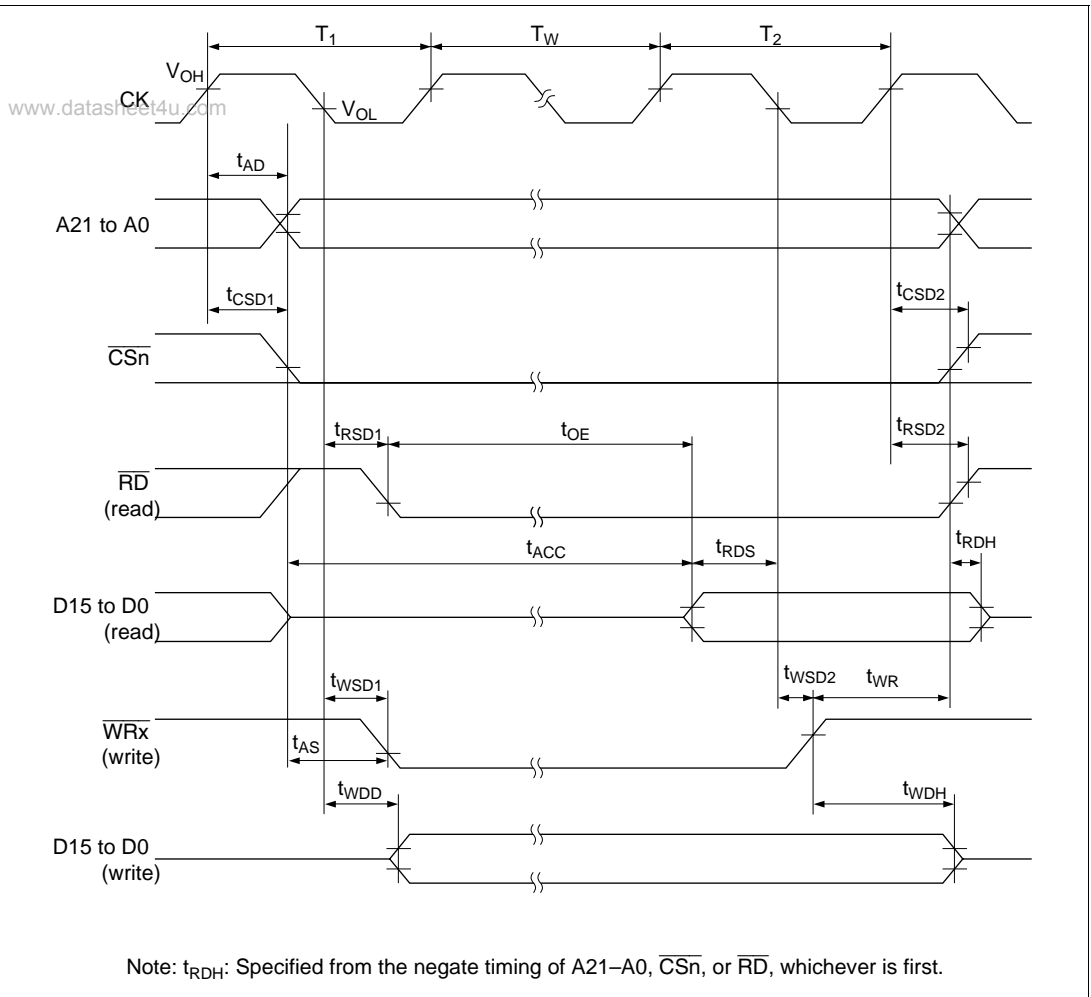 T1 TW T2
VOH
www.datasheet4u.com
CK
VOL
tAD
A21 to A0
tCSD1 tCSD2
CSn
tRSD1 tOE tRSD2
RD
(read)
tACC tRDS tRDH
D15 to D0
(read)
tWSD1 tWSD2 tWR
WRx
(write)
tAS
tWDD tWDH
D15 to D0
(write)
Note: tRDH: Specified from the negate timing of A21–A0, CSn, or RD, whichever is first.